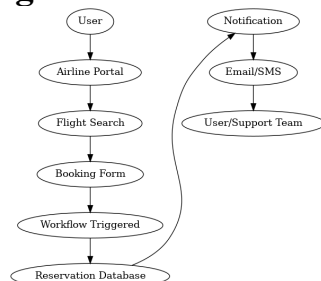 User
Airline Portal
Flight Search
Booking Form
Workflow Triggered
Reservation Database
Notification
Email/SMS
User/Support Team